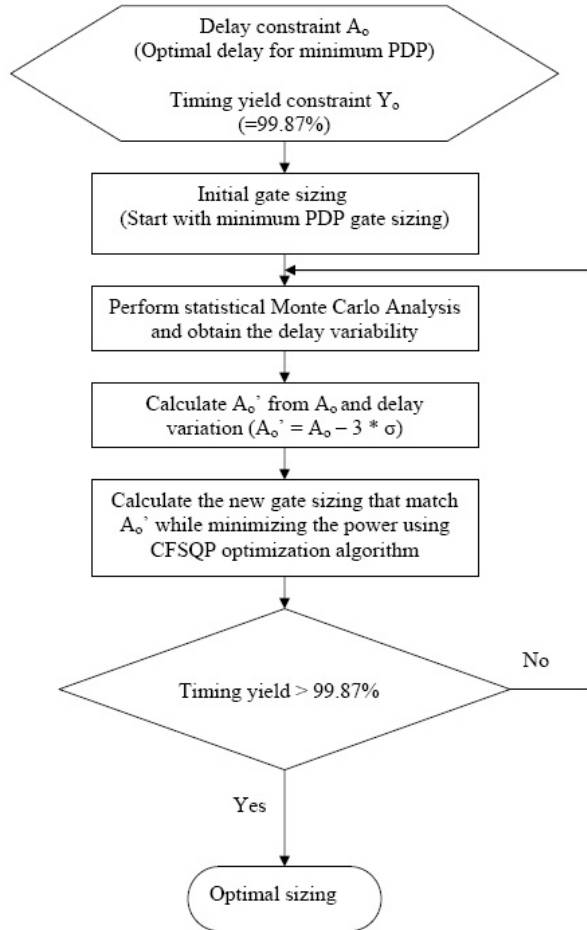 Delay constraint Aₒ
(Optimal delay for minimum PDP)
Timing yield constraint Yₒ
(=99.87%)
Initial gate sizing
(Start with minimum PDP gate sizing)
Perform statistical Monte Carlo Analysis
and obtain the delay variability
Calculate Aₒ’ from Aₒ and delay
variation (Aₒ’ = Aₒ – 3 * σ)
Calculate the new gate sizing that match
Aₒ’ while minimizing the power using
CFSQP optimization algorithm
No
Timing yield > 99.87%
Yes
Optimal sizing